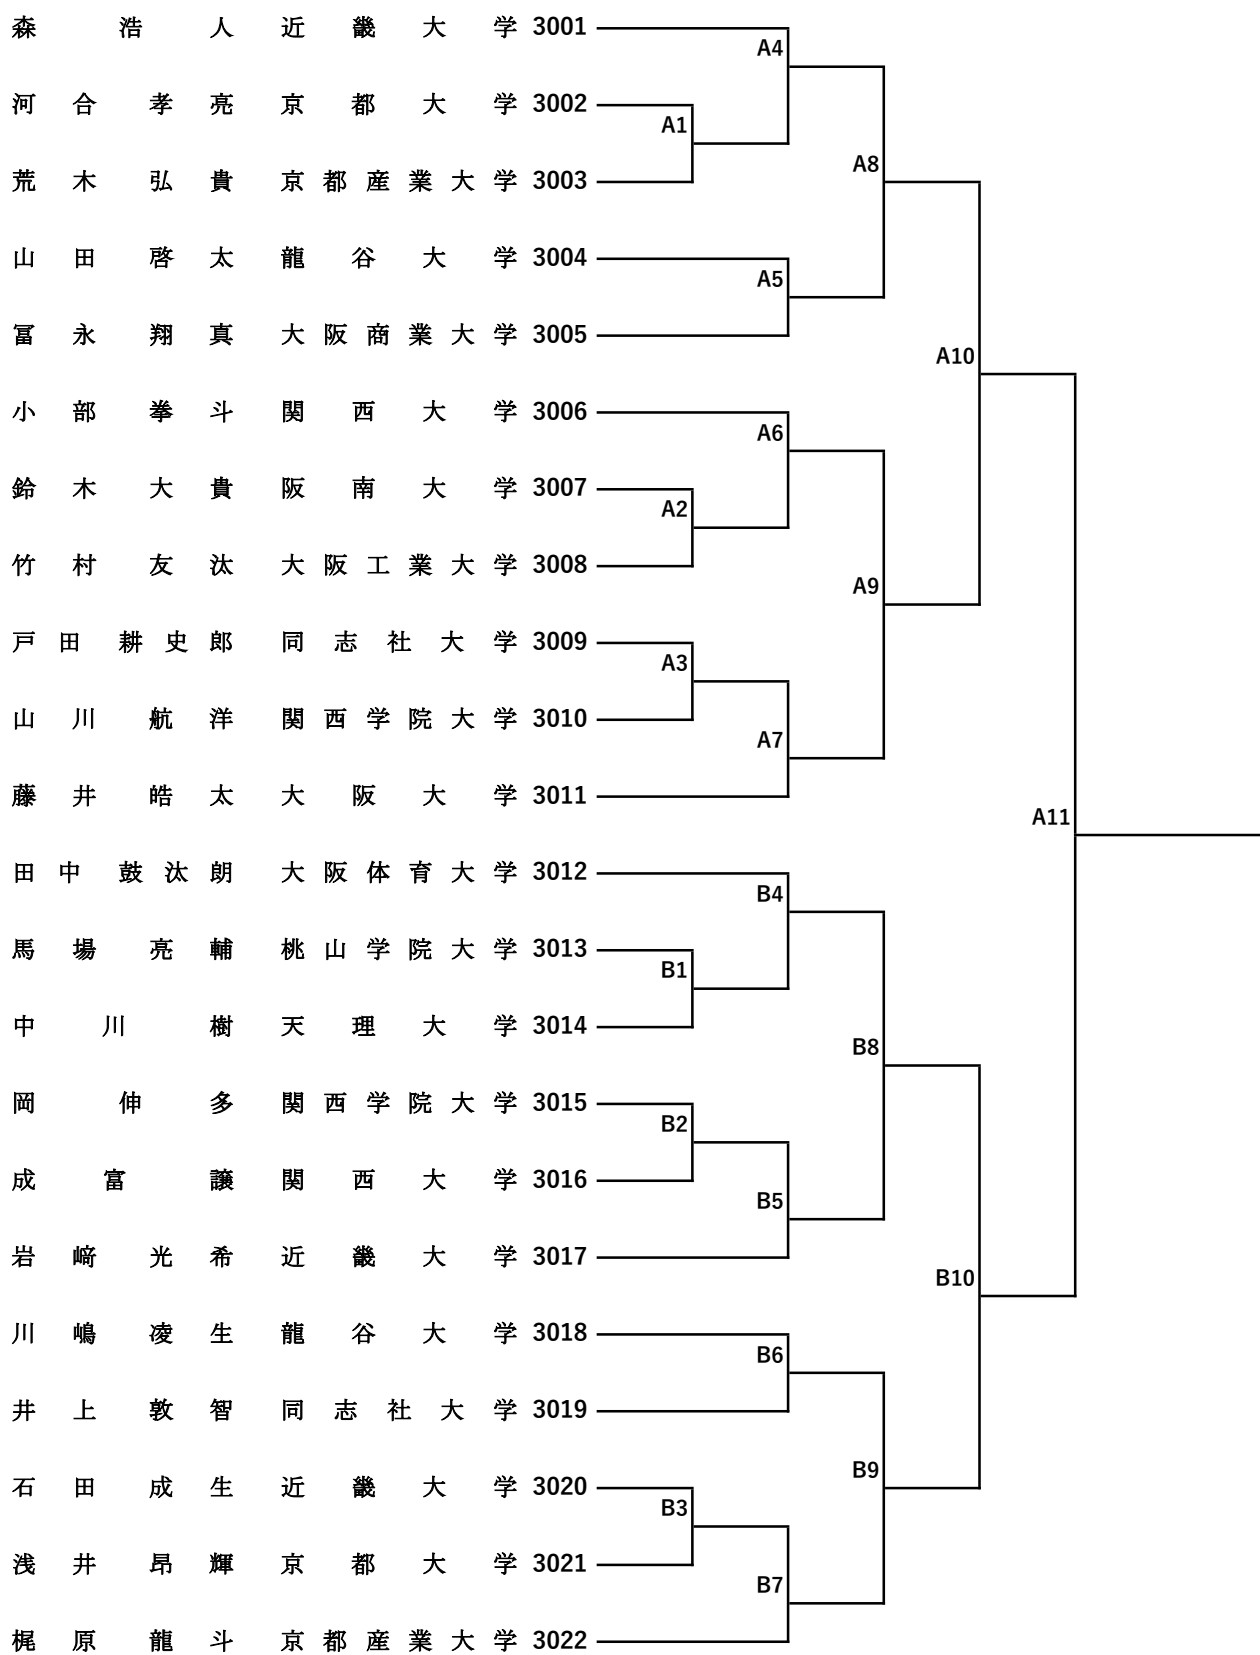 森浩人 近畿大学 3001
A4
河合孝亮 京都大学 3002
A1
A8
荒木弘貴 京都産業大学 3003
山田啓太 龍谷大学 3004
A5
冨永翔真 大阪商業大学 3005
A10
小部拳斗 関西大学 3006
A6
鈴木大貴 阪南大学 3007
A2
竹村友汰 大阪工業大学 3008
A9
戸田耕史郎 同志社大学 3009
A3
山川航洋 関西学院大学 3010
A7
藤井皓太 大阪大学 3011
A11
田中鼓汰朗 大阪体育大学 3012
B4
馬場亮輔 桃山学院大学 3013
B1
中川樹 天理大学 3014
B8
岡伸多 関西学院大学 3015
B2
成富譲 関西大学 3016
B5
岩﨑光希 近畿大学 3017
B10
川嶋凌生 龍谷大学 3018
B6
井上敦智 同志社大学 3019
B9
石田成生 近畿大学 3020
B3
浅井昂輝 京都大学 3021
B7
梶原龍斗 京都産業大学 3022